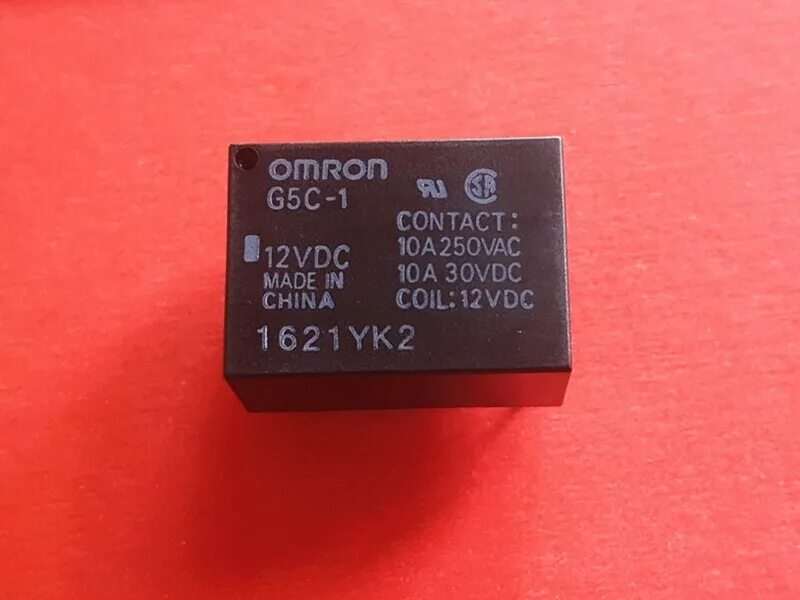 OMRON
G5C-1
12VDC
MADE IN
CHINA
CONTACT:
10A250VAC
10A 30VDC
COIL:12VDC
1621YK2